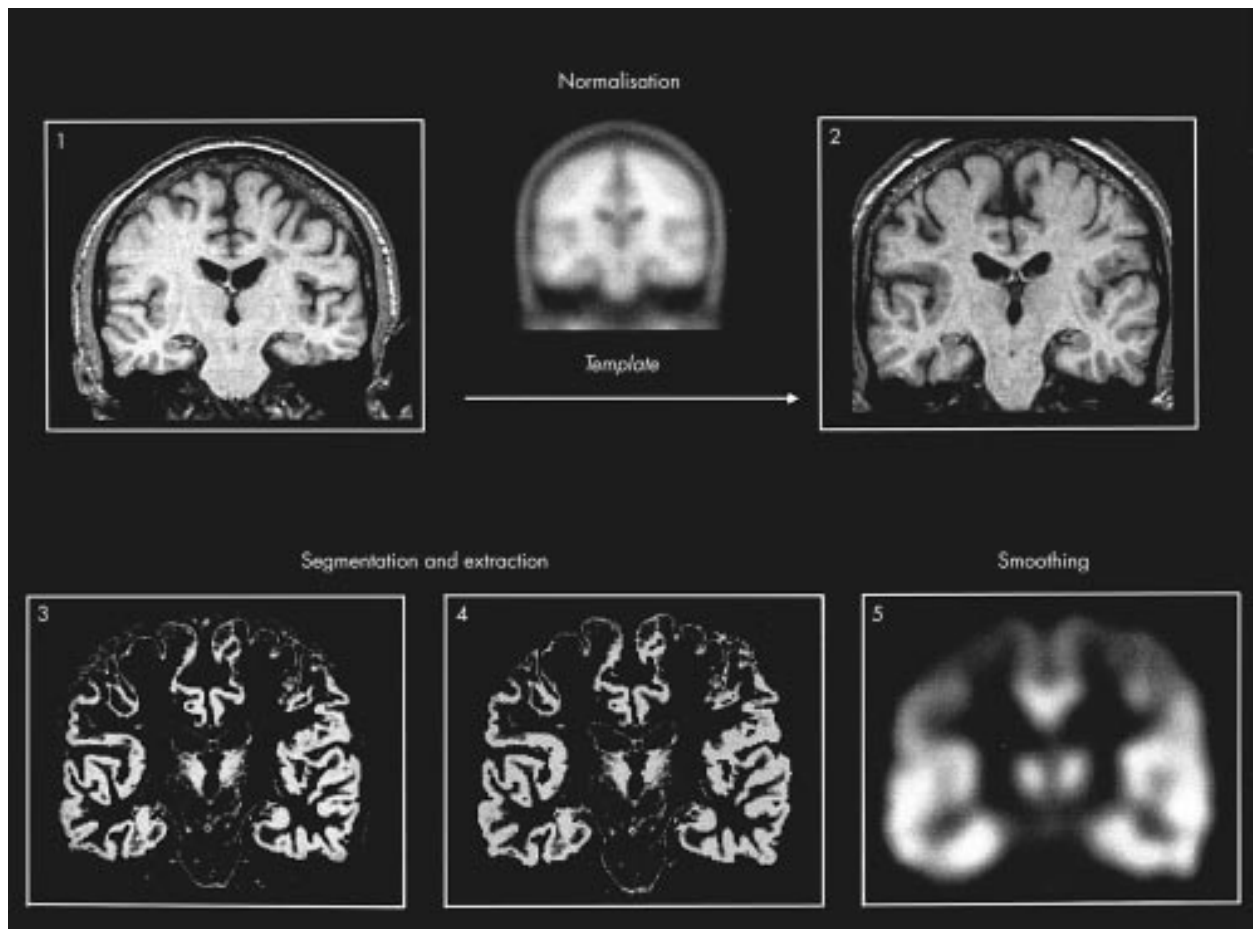 Normalisation
1
2
Template
Segmentation and extraction
Smoothing
3
4
5